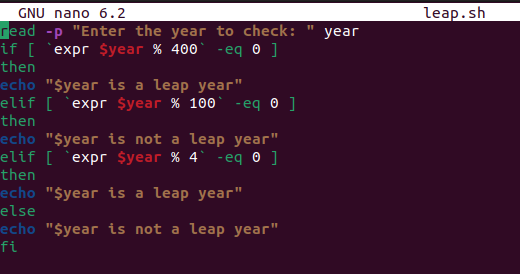 GNU nano 6.2 leap.sh
read -p "Enter the year to check: " year
if [ `expr $year % 400` -eq 0 ]
then
echo "$year is a leap year"
elif [ `expr $year % 100` -eq 0 ]
then
echo "$year is not a leap year"
elif [ `expr $year % 4` -eq 0 ]
then
echo "$year is a leap year"
else
echo "$year is not a leap year"
fi